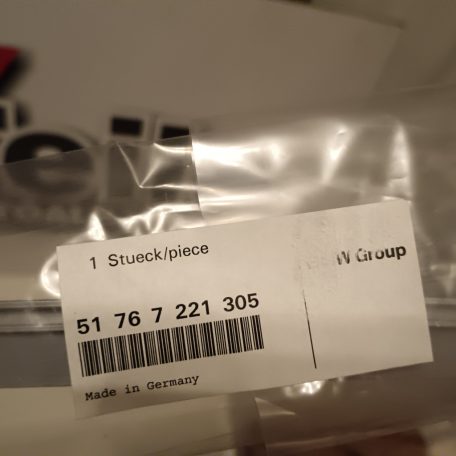 1 Stueck/piece
W Group
51 76 7 221 305
Made in Germany